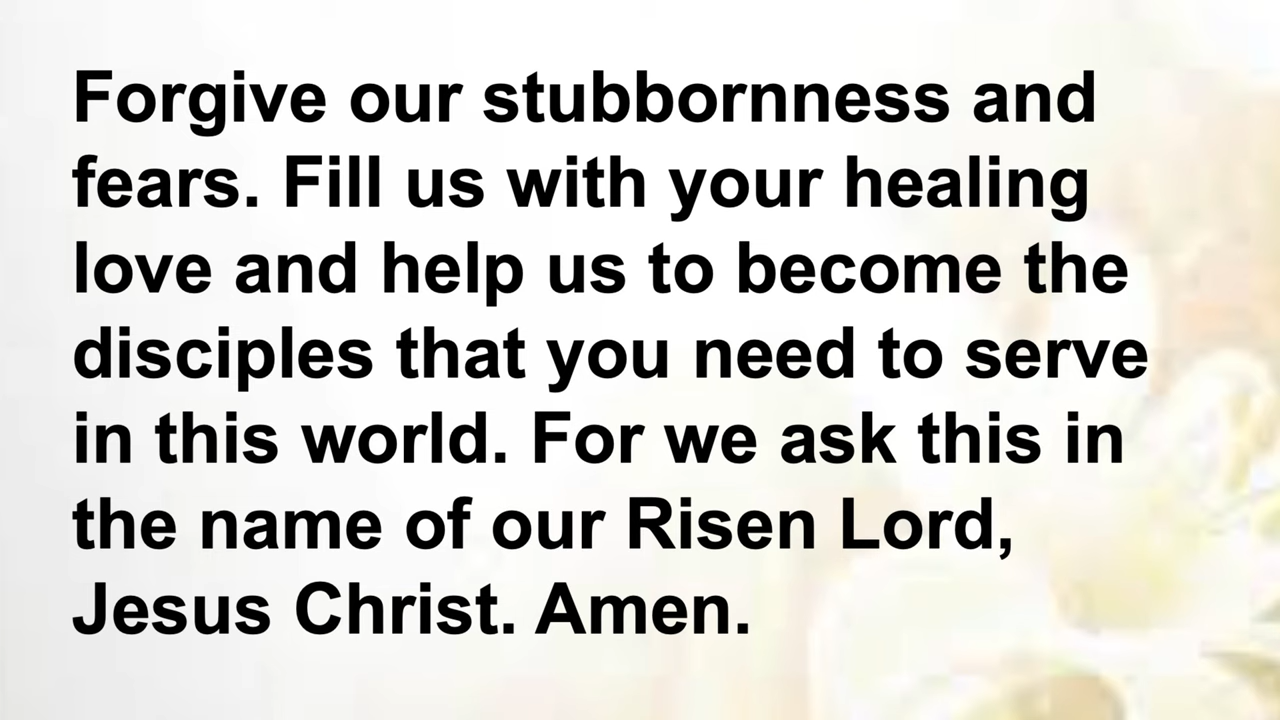 Forgive our stubbornness and
fears. Fill us with your healing
love and help us to become the
disciples that you need to serve
in this world. For we ask this in
the name of our Risen Lord,
Jesus Christ. Amen.